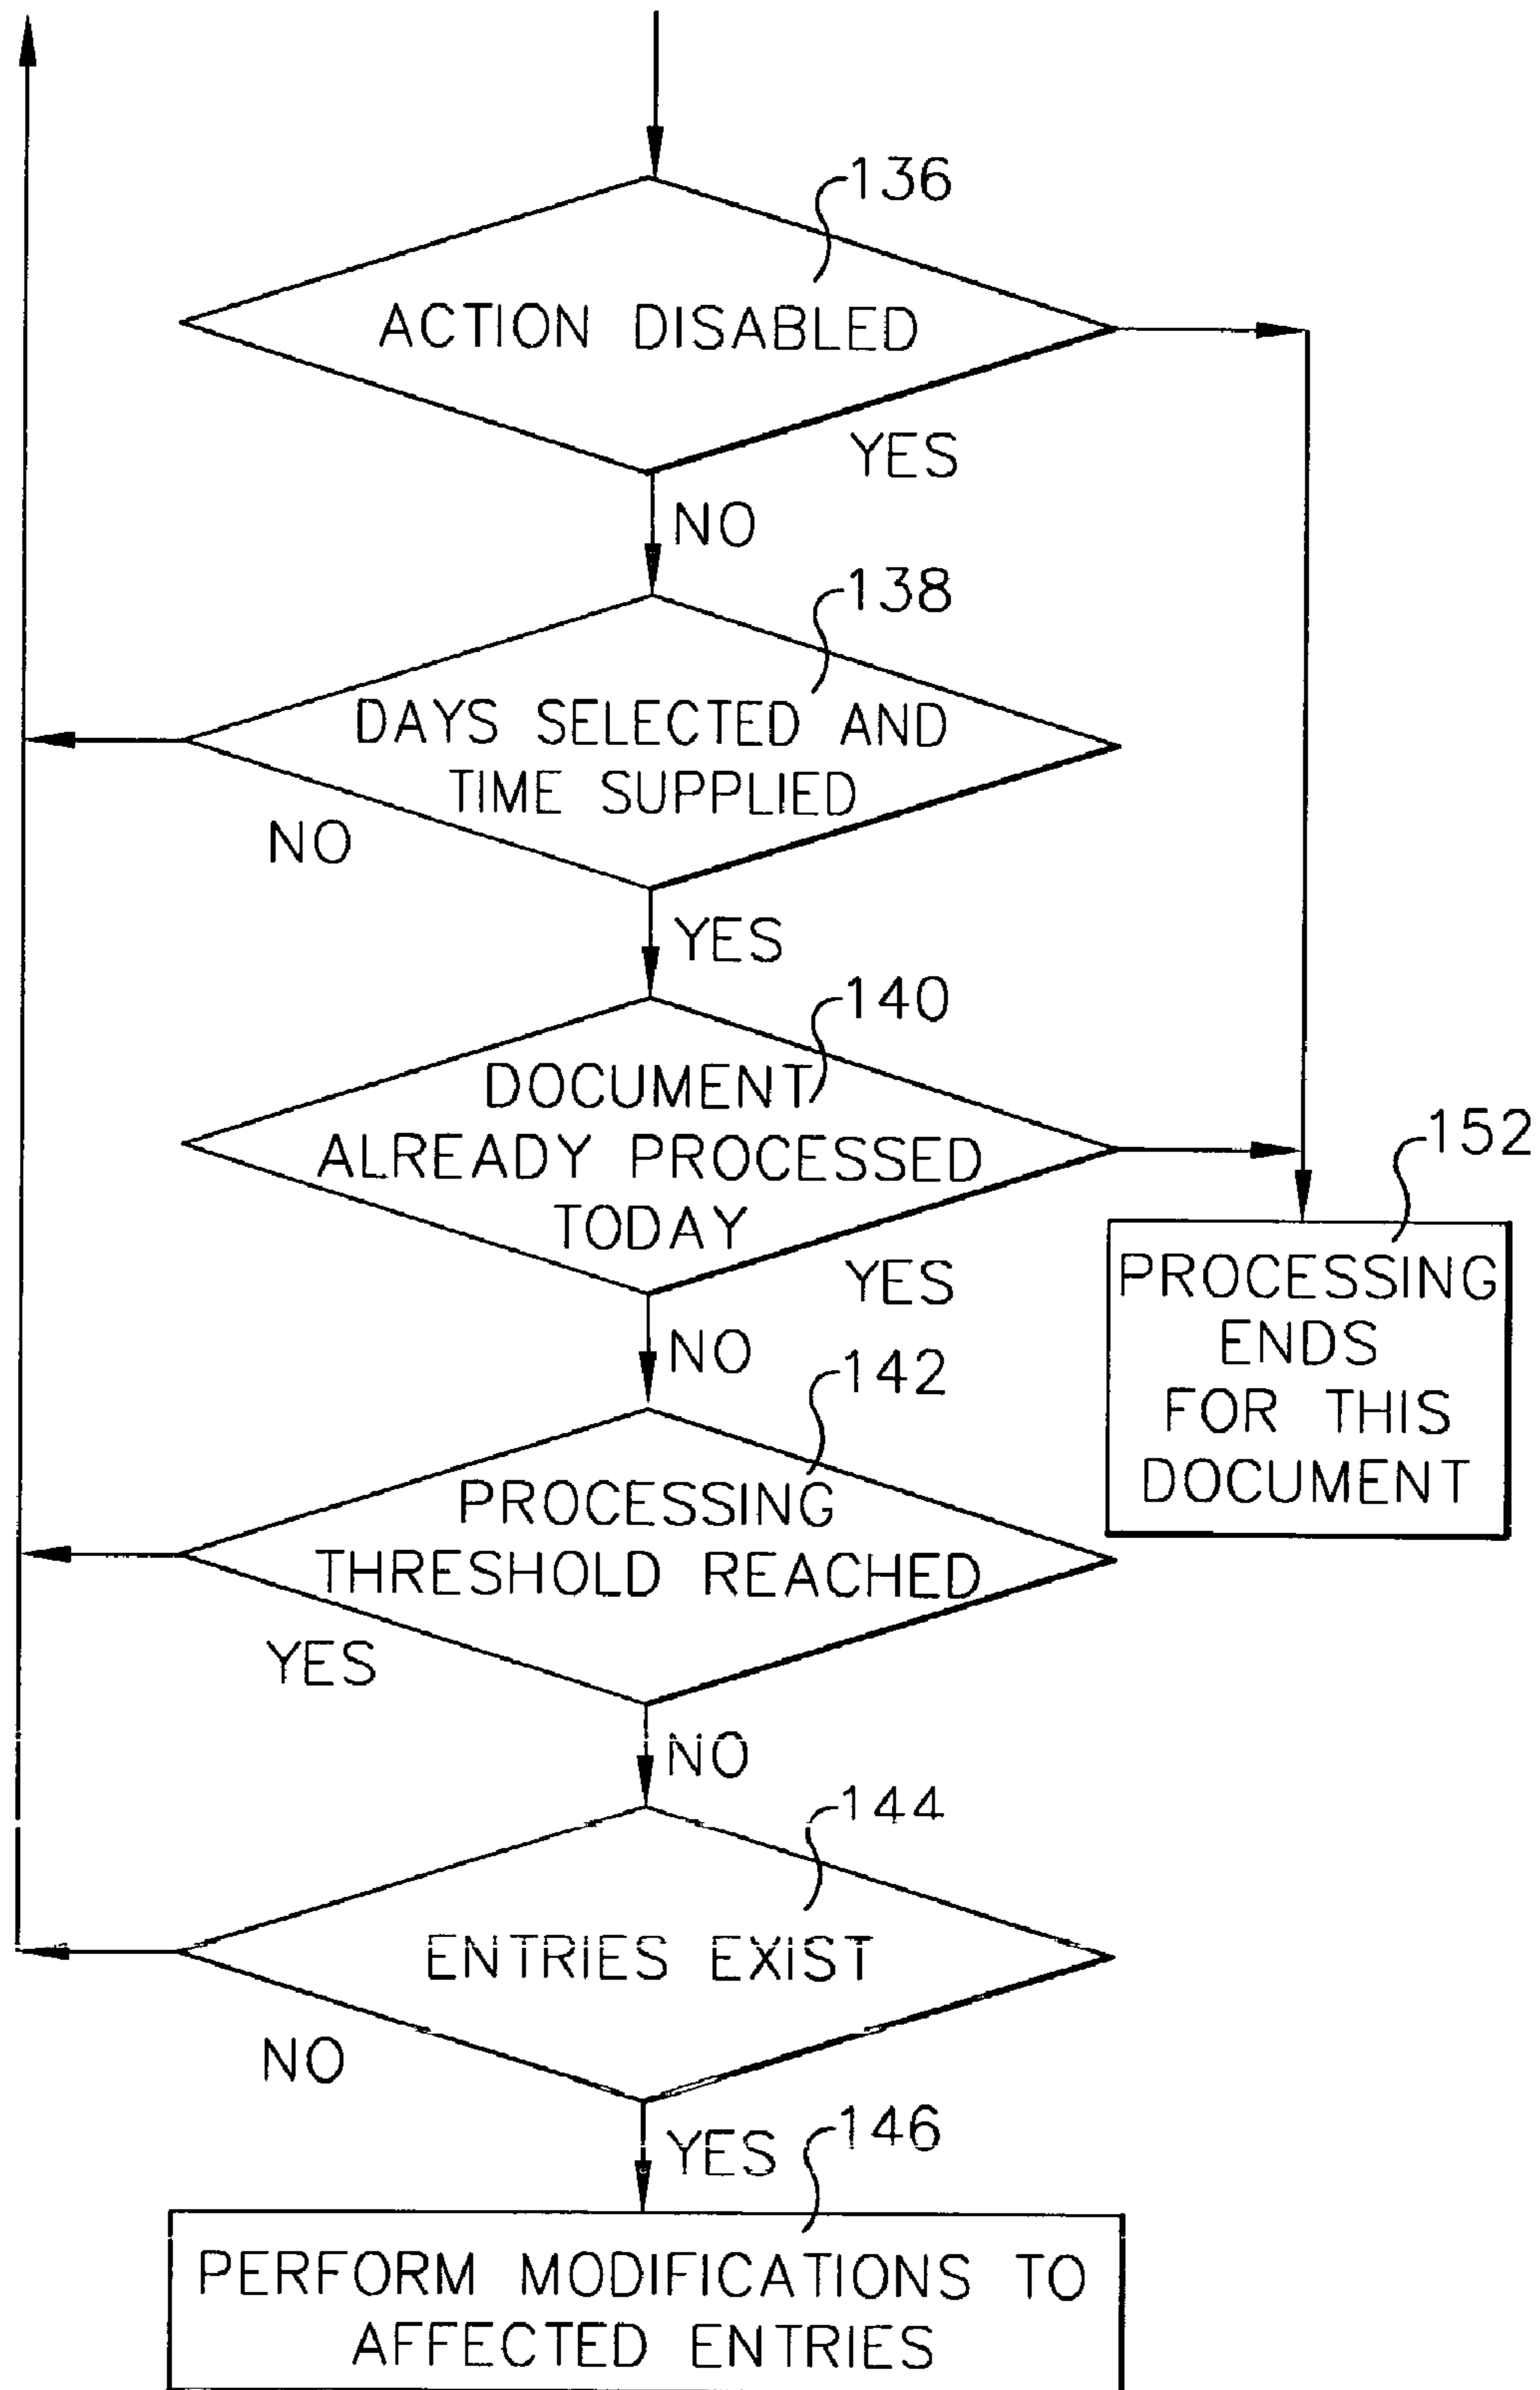 136
ACTION DISABLED
YES
NO
138
DAYS SELECTED AND
TIME SUPPLIED
NO
YES
140
DOCUMENT
ALREADY PROCESSED
TODAY
YES
NO
152
PROCESSING
ENDS
FOR THIS
DOCUMENT
142
PROCESSING
THRESHOLD REACHED
YES
NO
144
ENTRIES EXIST
NO
YES
146
PERFORM MODIFICATIONS TO
AFFECTED ENTRIES